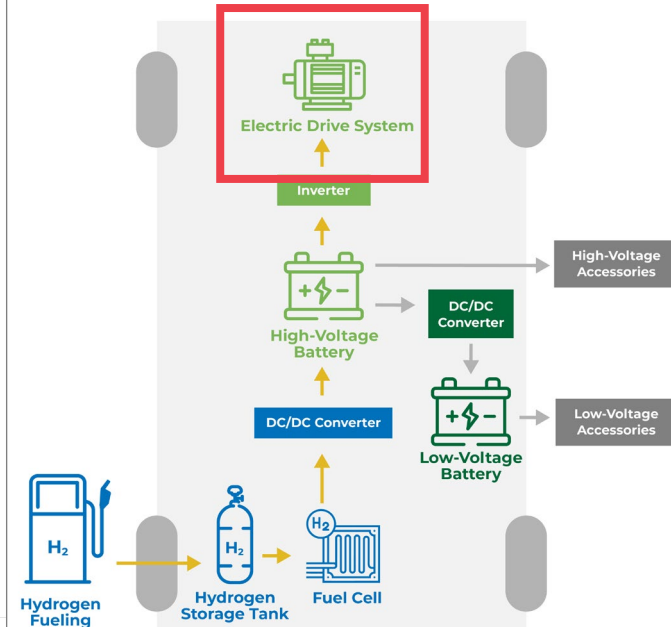 Electric Drive System
Inverter
High-Voltage
Accessories
+ -
High-Voltage
Battery
DC/DC
Converter
DC/DC Converter
+ -
Low-Voltage
Accessories
Low-Voltage
Battery
H₂
H₂
H₂
Hydrogen
Fueling
Hydrogen
Storage Tank
Fuel Cell